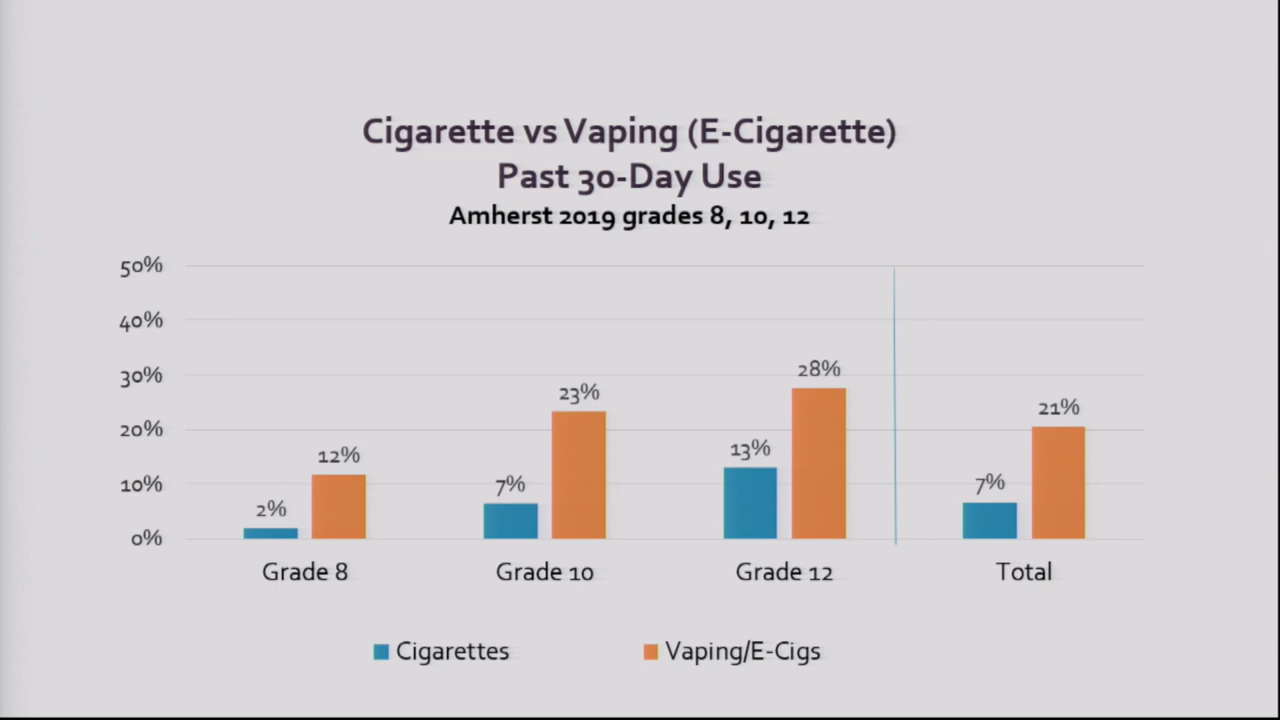 Cigarette vs Vaping (E-Cigarette)
Past 30-Day Use
Amherst 2019 grades 8, 10, 12
50%
40%
30%
20%
10%
0%
2%
12%
7%
23%
13%
28%
7%
21%
Grade 8
Grade 10
Grade 12
Total
Cigarettes
Vaping/E-Cigs